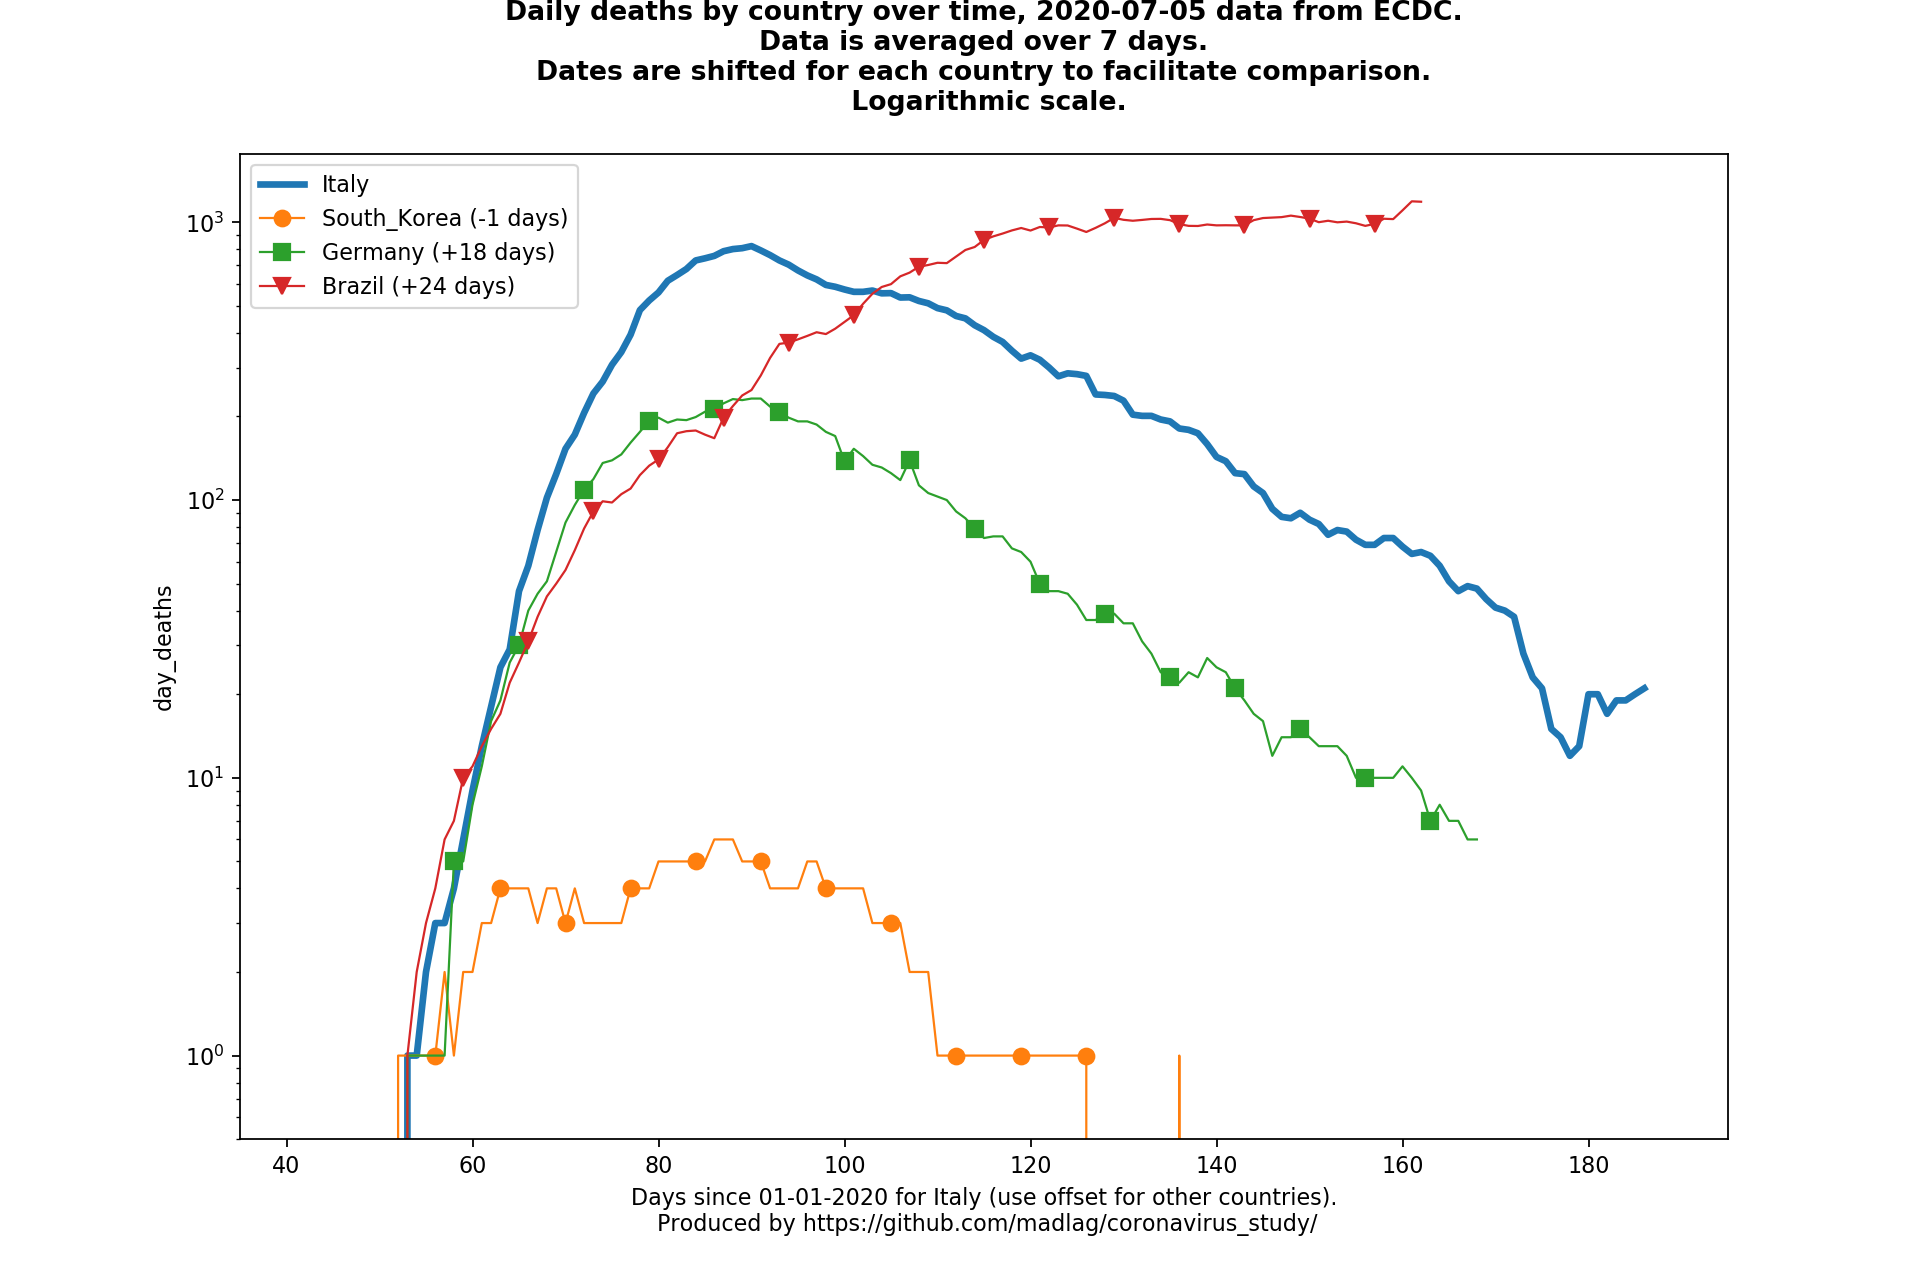 Daily deaths by country over time, 2020-07-05 data from ECDC.
Data is averaged over 7 days.
Dates are shifted for each country to facilitate comparison.
Logarithmic scale.
Italy
South_Korea (-1 days)
Germany (+18 days)
Brazil (+24 days)
10³
10²
10¹
10⁰
day_deaths
40 60 80 100 120 140 160 180
Days since 01-01-2020 for Italy (use offset for other countries).
Produced by https://github.com/madlag/coronavirus_study/